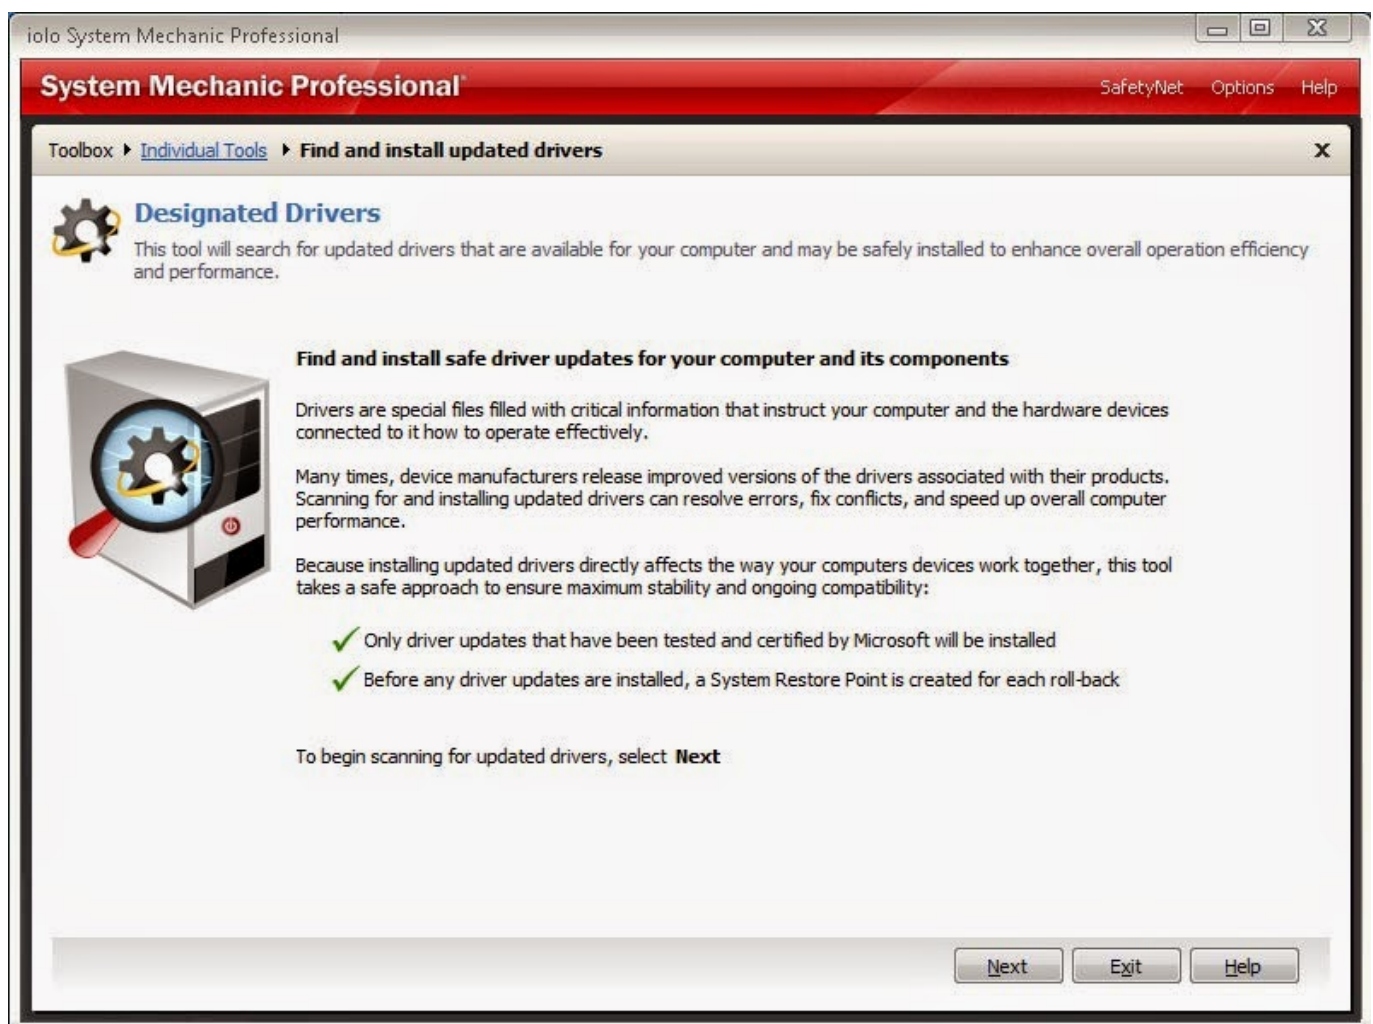 iolo System Mechanic Professional
System Mechanic Professional
SafetyNet Options Help
Toolbox Individual Tools Find and install updated drivers X
Designated Drivers
This tool will search for updated drivers that are available for your computer and may be safely installed to enhance overall operation efficiency
and performance.
Find and install safe driver updates for your computer and its components
Drivers are special files filled with critical information that instruct your computer and the hardware devices
connected to it how to operate effectively.
Many times, device manufacturers release improved versions of the drivers associated with their products.
Scanning for and installing updated drivers can resolve errors, fix conflicts, and speed up overall computer
performance.
Because installing updated drivers directly affects the way your computers devices work together, this tool
takes a safe approach to ensure maximum stability and ongoing compatibility:
Only driver updates that have been tested and certified by Microsoft will be installed
Before any driver updates are installed, a System Restore Point is created for each roll-back
To begin scanning for updated drivers, select Next
Next Exit Help